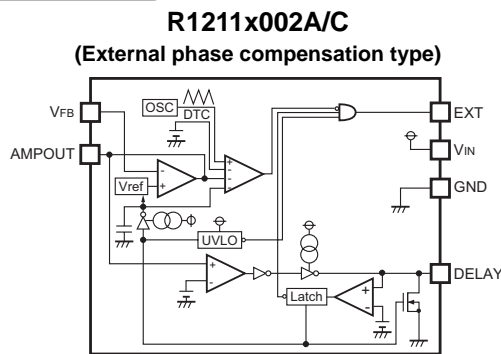 R1211x002A/C
(External phase compensation type)
OSC
DTC
VFB
EXT
AMPOUT
VIN
Vref
GND
UVLO
DELAY
Latch